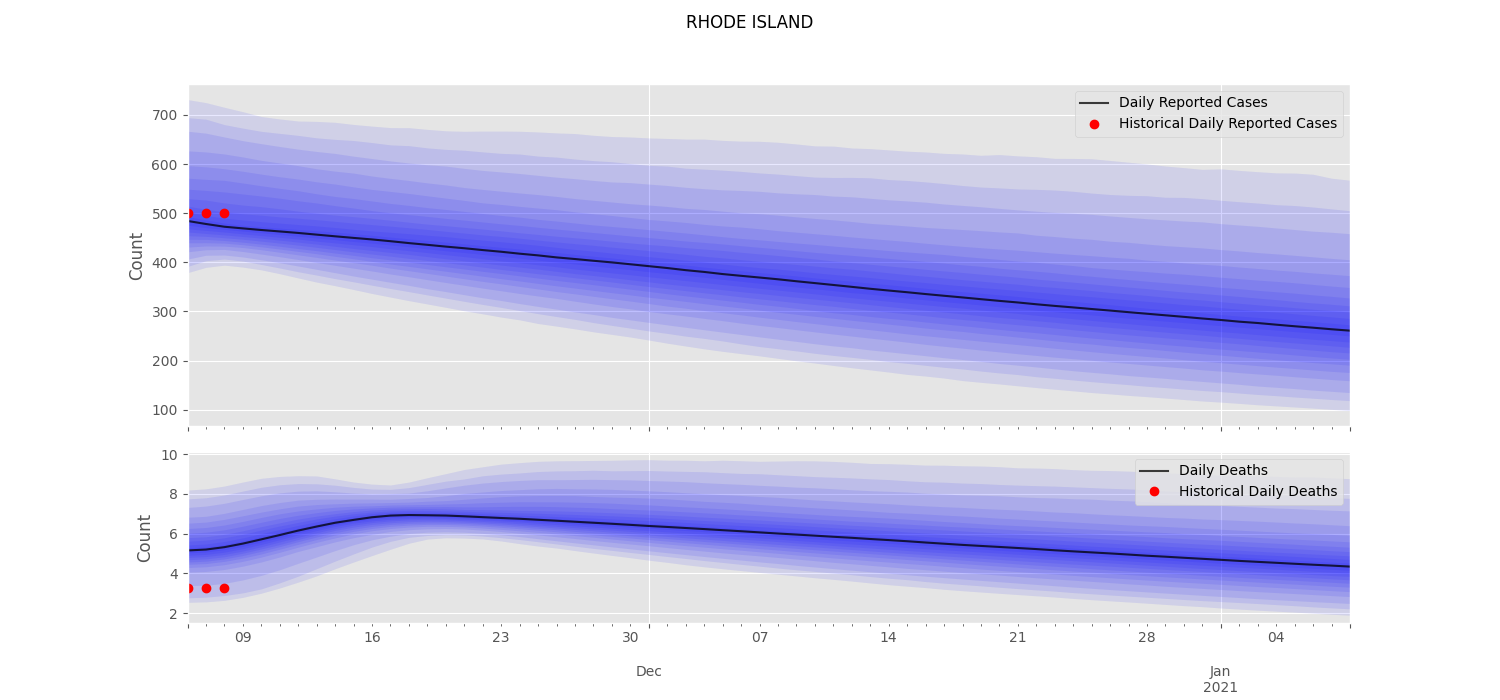 RHODE ISLAND
Daily Reported Cases
Historical Daily Reported Cases
700
600
500
400
300
200
100
Count
Daily Deaths
Historical Daily Deaths
10
8
6
4
2
Count
09 16 23 30 07 14 21 28 04
Dec Jan
2021